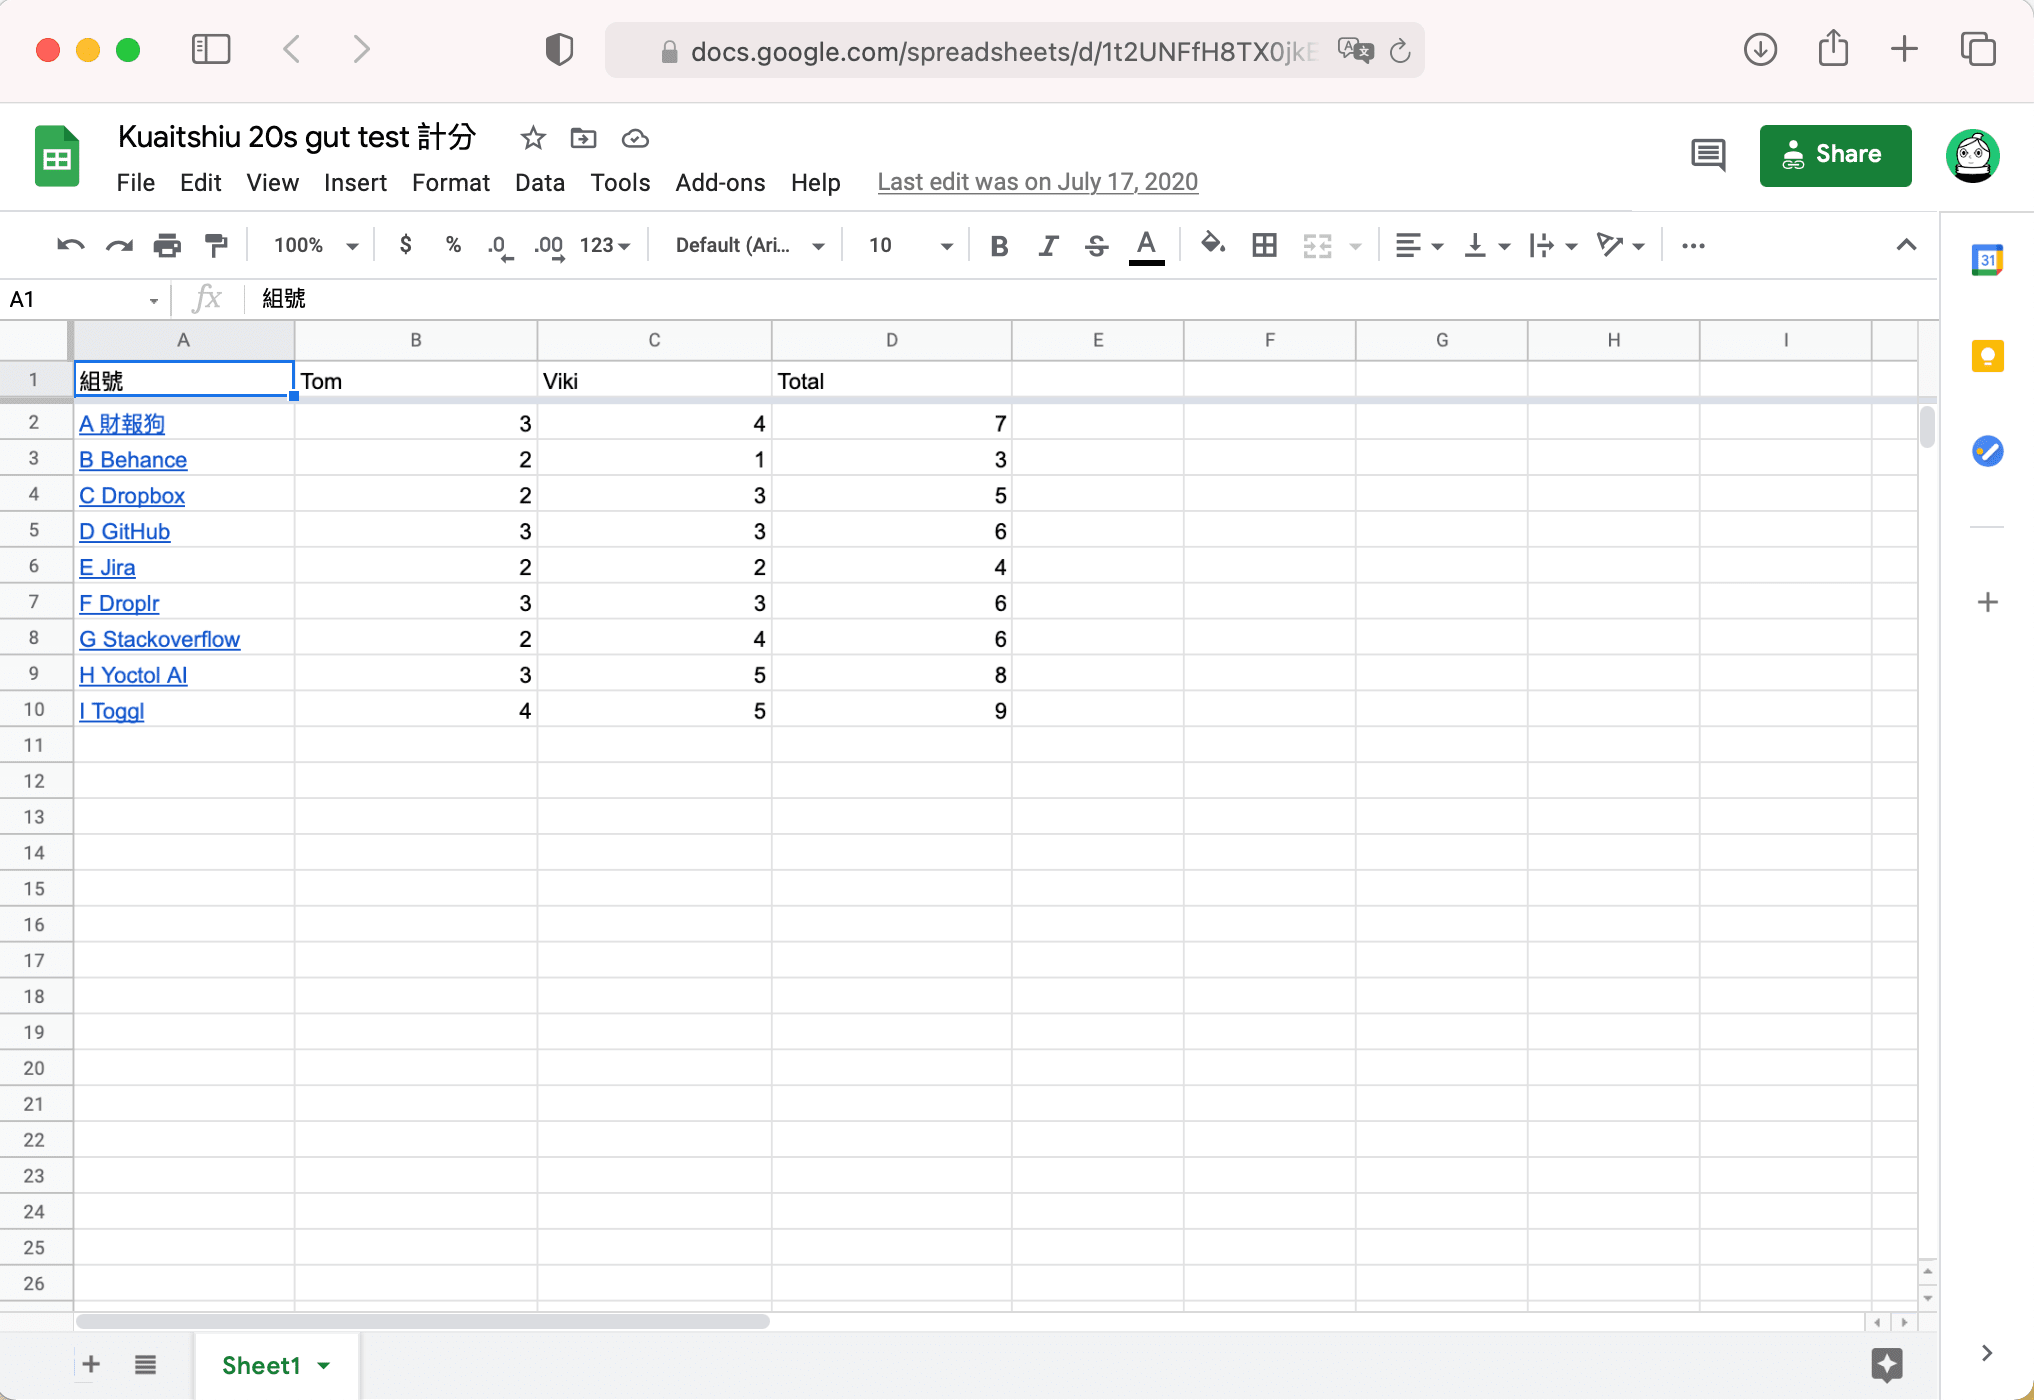 docs.google.com/spreadsheets/d/1t2UNFfH8TX0jkE
Kuaitshiu 20s gut test 計分
Share
File Edit View Insert Format Data Tools Add-ons Help Last edit was on July 17, 2020
100% $ % .0 .00 123 Default (Ari... 10 B I S A ...
31
A1 fx 組號
A B C D E F G H I
1 組號 Tom Viki Total
2 A 財報狗 3 4 7
3 B Behance 2 1 3
4 C Dropbox 2 3 5
5 D GitHub 3 3 6
6 E Jira 2 2 4
7 F Droplr 3 3 6
8 G Stackoverflow 2 4 6
9 H Yoctol AI 3 5 8
10 I Toggl 4 5 9
11
12
13
14
15
16
17
18
19
20
21
22
23
24
25
26
Sheet1